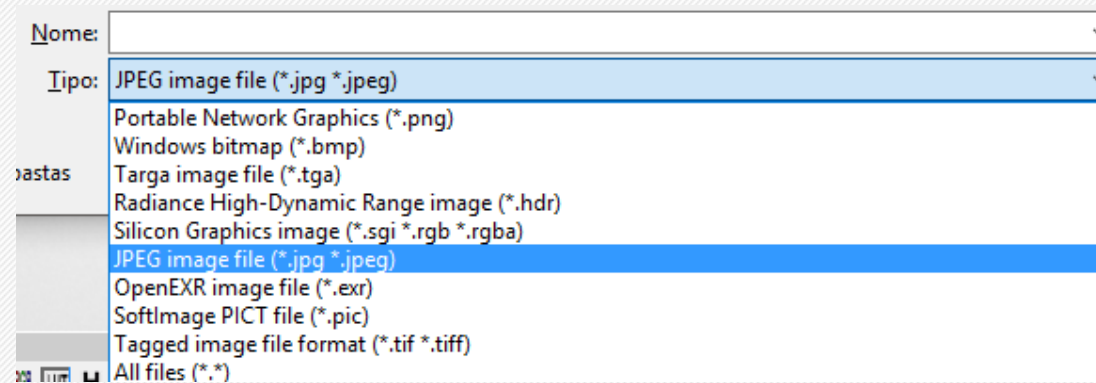 Nome:
Tipo: JPEG image file (*.jpg *.jpeg)
Portable Network Graphics (*.png)
Windows bitmap (*.bmp)
pastas Targa image file (*.tga)
Radiance High-Dynamic Range image (*.hdr)
Silicon Graphics image (*.sgi *.rgb *.rgba)
JPEG image file (*.jpg *.jpeg)
OpenEXR image file (*.exr)
SoftImage PICT file (*.pic)
Tagged image file format (*.tif *.tiff)
H All files (*.*)